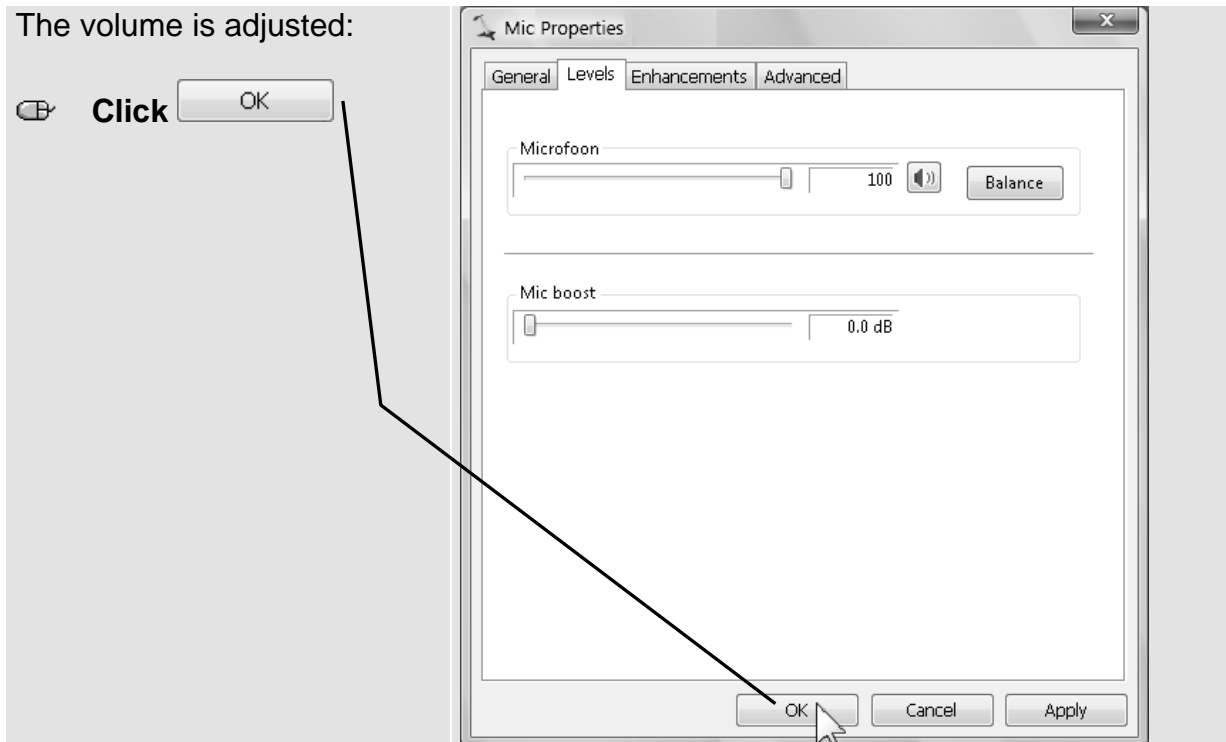 The volume is adjusted:
Click OK
Mic Properties
General Levels Enhancements Advanced
Microfoon
100 Balance
Mic boost
0.0 dB
OK Cancel Apply